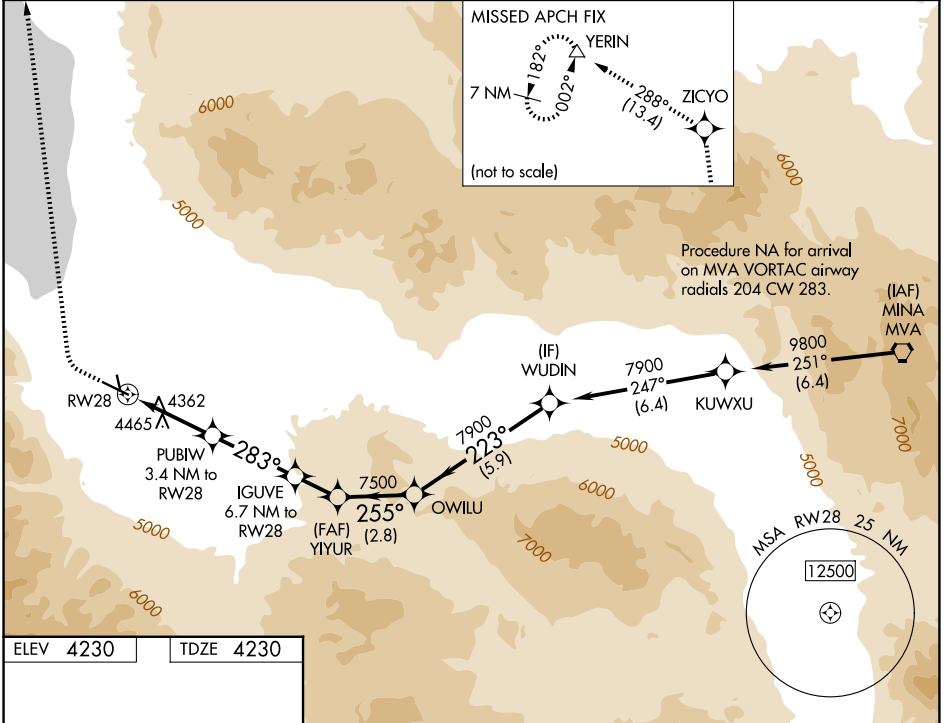 MISSED APCH FIX
YERIN
182°
002°
7 NM
288°
(13.4)
ZICYO
(not to scale)
6000
5000
6000
Procedure NA for arrival
on MVA VORTAC airway
radials 204 CW 283.
(IAF)
MINA
MVA
9800
251°
(6.4)
(IF)
WUDIN
7900
247°
(6.4)
KUWXU
7000
RW28
4362
4465
PUBIW
3.4 NM to
RW28
283°
IGUVE
6.7 NM to
RW28
(FAF)
YIYUR
7500
255°
(2.8)
OWILU
7900
223°
(5.9)
5000
6000
7000
5000
5000
6000
MSA RW28 25 NM
12500
ELEV 4230
TDZE 4230